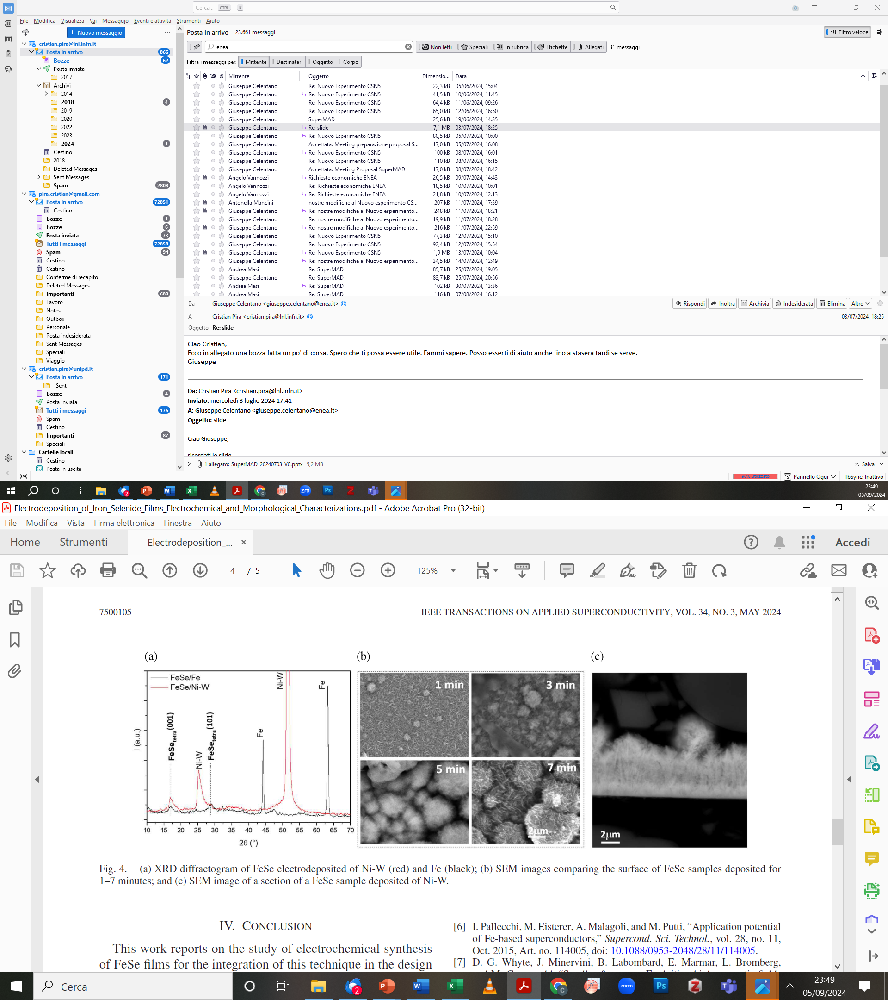 Cerca... CTRL + K
File Modifica Visualizza Vai Messaggio Eventi e attività Strumenti Aiuto
+ Nuovo messaggio ...
cristian.pira@lnl.infn.it
Posta in arrivo 866
Bozze 62
Posta inviata
2017
Archivi
2014
2018 4
2019
2020
2022
2023
2024 1
Cestino
2018
Deleted Messages
Sent Messages
Spam 2808
pira.cristian@gmail.com
Posta in arrivo 72851
Cestino
Bozze 1
Bozze 6
Posta inviata 73
Tutti i messaggi 72858
Spam 94
Cestino
Cestino
Conferme di recapito
Deleted Messages
Importanti 680
Lavoro
Notes
Outbox
Personale
Posta indesiderata
Sent Messages
Speciali
Viaggio
cristian.pira@unipd.it
Posta in arrivo 171
_Sent
Bozze 4
Posta inviata
Tutti i messaggi 176
Spam
Cestino
Importanti 87
Speciali
Cartelle locali
Cestino
Posta in uscita
Posta in arrivo 23.661 messaggi Filtro veloce
enea Non letti Speciali In rubrica Etichette Allegati 31 messaggi
Filtra i messaggi per: Mittente Destinatari Oggetto Corpo
Mittente Oggetto Dimensio... Data
Giuseppe Celentano Re: Nuovo Esperimento CSN5 22,3 kB 05/06/2024, 15:04
Giuseppe Celentano Re: Nuovo Esperimento CSN5 41,5 kB 10/06/2024, 11:45
Giuseppe Celentano Re: Nuovo Esperimento CSN5 64,4 kB 11/06/2024, 09:26
Giuseppe Celentano Re: Nuovo Esperimento CSN5 65,0 kB 12/06/2024, 16:50
Giuseppe Celentano SuperMAD 25,6 kB 19/06/2024, 14:35
Giuseppe Celentano Re: slide 7,1 MB 03/07/2024, 18:25
Giuseppe Celentano Re: Nuovo Esperimento CSN5 80,5 kB 05/07/2024, 10:00
Giuseppe Celentano Accettata: Meeting preparazione proposal S... 17,0 kB 05/07/2024, 16:08
Giuseppe Celentano Re: Nuovo Esperimento CSN5 100 kB 08/07/2024, 16:01
Giuseppe Celentano Re: Nuovo Esperimento CSN5 110 kB 08/07/2024, 16:15
Giuseppe Celentano Accettata: Meeting Proposal SuperMAD 17,0 kB 08/07/2024, 18:42
Angelo Vannozzi Richieste economiche ENEA 26,5 kB 09/07/2024, 14:43
Angelo Vannozzi Re: Richieste economiche ENEA 18,5 kB 10/07/2024, 10:01
Angelo Vannozzi Re: Richieste economiche ENEA 21,8 kB 10/07/2024, 12:13
Antonella Mancini nostre modifiche al Nuovo esperimento CS... 207 kB 11/07/2024, 17:39
Giuseppe Celentano Re: nostre modifiche al Nuovo esperimento... 248 kB 11/07/2024, 18:21
Giuseppe Celentano Re: nostre modifiche al Nuovo esperimento... 19,9 kB 11/07/2024, 18:28
Giuseppe Celentano Re: nostre modifiche al Nuovo esperimento... 216 kB 11/07/2024, 22:59
Giuseppe Celentano Re: Nuovo Esperimento CSN5 77,3 kB 12/07/2024, 15:10
Giuseppe Celentano Re: Nuovo Esperimento CSN5 92,4 kB 12/07/2024, 15:54
Giuseppe Celentano Re: Nuovo Esperimento CSN5 1,9 MB 13/07/2024, 10:04
Giuseppe Celentano Re: nostre modifiche al Nuovo esperimento... 34,5 kB 14/07/2024, 12:49
Andrea Masi Re: SuperMAD 85,7 kB 25/07/2024, 19:05
Giuseppe Celentano Re: SuperMAD 83,7 kB 25/07/2024, 20:56
Andrea Masi Re: SuperMAD 102 kB 30/07/2024, 13:36
Andrea Masi Re: SuperMAD 116 kB 07/08/2024, 16:12
Da Giuseppe Celentano <giuseppe.celentano@enea.it> Rispondi Inoltra Archivia Indesiderata Elimina Altro
A Cristian Pira <cristian.pira@lnl.infn.it> 03/07/2024, 18:25
Oggetto Re: slide
Ciao Cristian,
Ecco in allegato una bozza fatta un po' di corsa. Spero che ti possa essere utile. Fammi sapere. Posso esserti di aiuto anche fino a stasera tardi se serve.
Giuseppe
Da: Cristian Pira <cristian.pira@lnl.infn.it>
Inviato: mercoledì 3 luglio 2024 17:41
A: Giuseppe Celentano <giuseppe.celentano@enea.it>
Oggetto: slide
Ciao Giuseppe,
ricordati le slide
1 allegato: SuperMAD_20240703_V0.pptx 5,2 MB Salva
98% utilizzato Pannello Oggi TbSync: Inattivo
23:49
05/09/2024
Electrodeposition_of_Iron_Selenide_Films_Electrochemical_and_Morphological_Characterizations.pdf - Adobe Acrobat Pro (32-bit)
File Modifica Vista Firma elettronica Finestra Aiuto
Home Strumenti Electrodeposition_... × Accedi
4 / 5 125%
7500105 IEEE TRANSACTIONS ON APPLIED SUPERCONDUCTIVITY, VOL. 34, NO. 3, MAY 2024
(a) (b) (c)
FeSe/Fe
FeSe/Ni-W
I (a.u.)
FeSetetra(001)
Ni-W
FeSetetra(101)
Fe
Ni-W
Fe
10 15 20 25 30 35 40 45 50 55 60 65 70
2θ (°)
1 min 3 min
5 min 7 min
2μm
2μm
Fig. 4. (a) XRD diffractogram of FeSe electrodeposited of Ni-W (red) and Fe (black); (b) SEM images comparing the surface of FeSe samples deposited for
1–7 minutes; and (c) SEM image of a section of a FeSe sample deposited of Ni-W.
IV. CONCLUSION
This work reports on the study of electrochemical synthesis
of FeSe films for the integration of this technique in the design
[6] I. Pallecchi, M. Eisterer, A. Malagoli, and M. Putti, “Application potential
of Fe-based superconductors,” Supercond. Sci. Technol., vol. 28, no. 11,
Oct. 2015, Art. no. 114005, doi: 10.1088/0953-2048/28/11/114005.
[7] D. G. Whyte, J. Minervini, B. Labombard, E. Marmar, L. Bromberg,
Cerca
23:49
05/09/2024